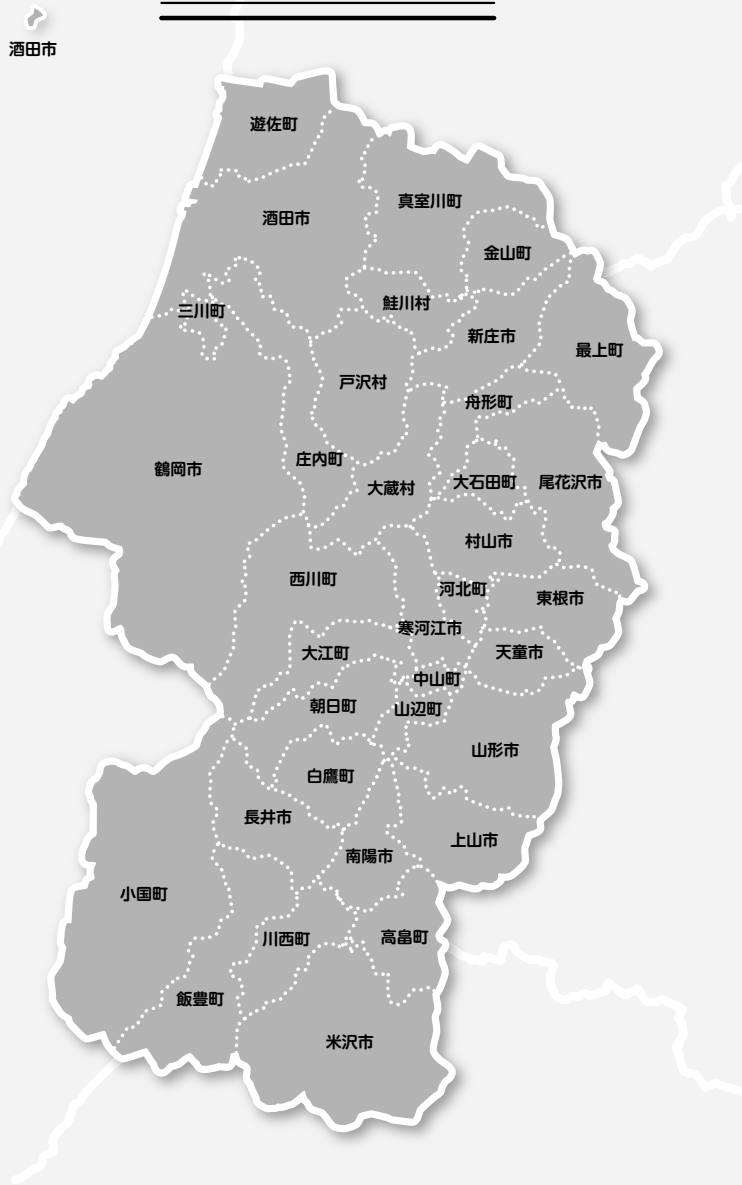 酒田市
遊佐町
真室川町
酒田市
金山町
鮭川村
三川町
新庄市
最上町
戸沢村
舟形町
庄内町
鶴岡市
大蔵村
大石田町
尾花沢市
村山市
西川町
河北町
東根市
寒河江市
大江町
天童市
中山町
朝日町
山辺町
山形市
白鷹町
長井市
上山市
南陽市
小国町
川西町
高畠町
飯豊町
米沢市